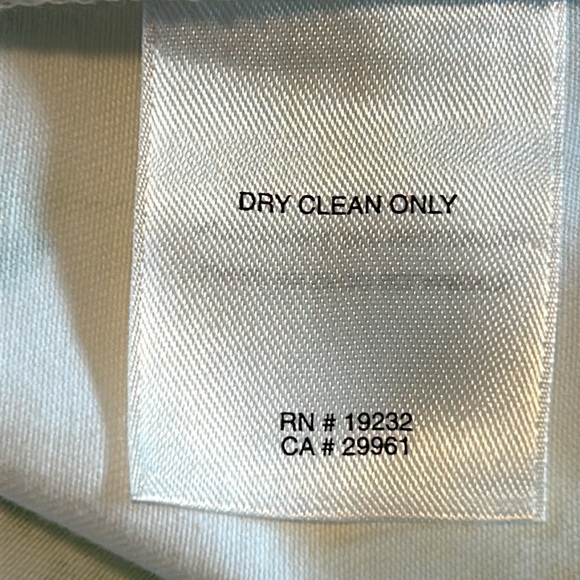 DRY CLEAN ONLY
RN # 19232
CA # 29961